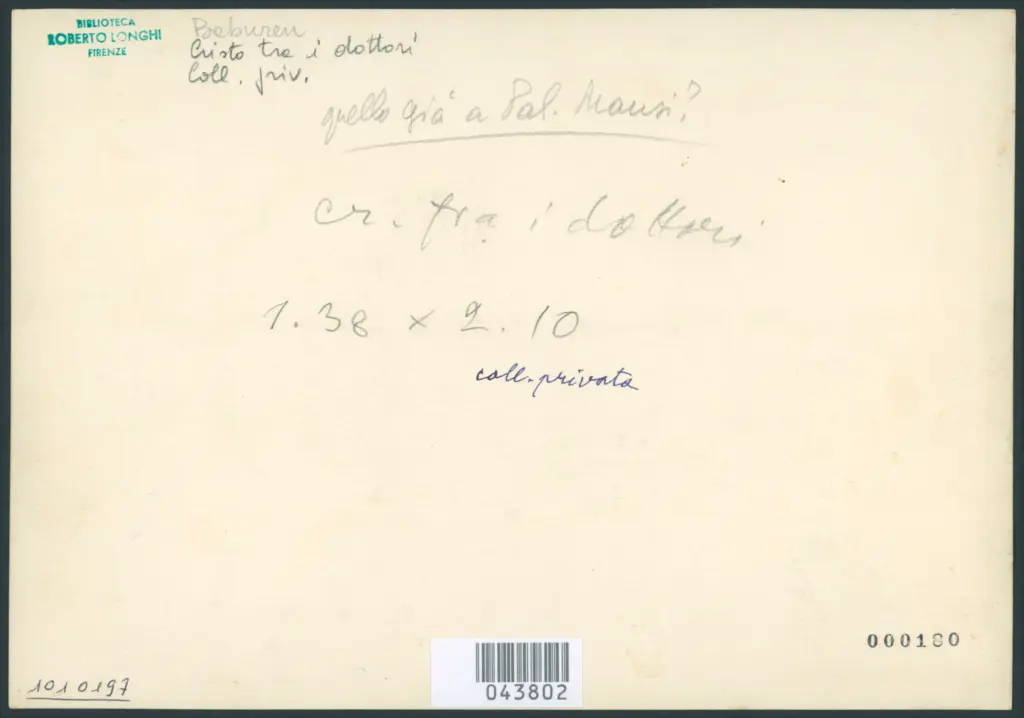 BIBLIOTECA
ROBERTO LONGHI
FIRENZE
Baburen
Cristo tra i dottori
Coll. priv.
quello già a Pal. Mansi?
cr. fra i dottori
1.38 x 2.10
coll. privata
000180
1010197
043802